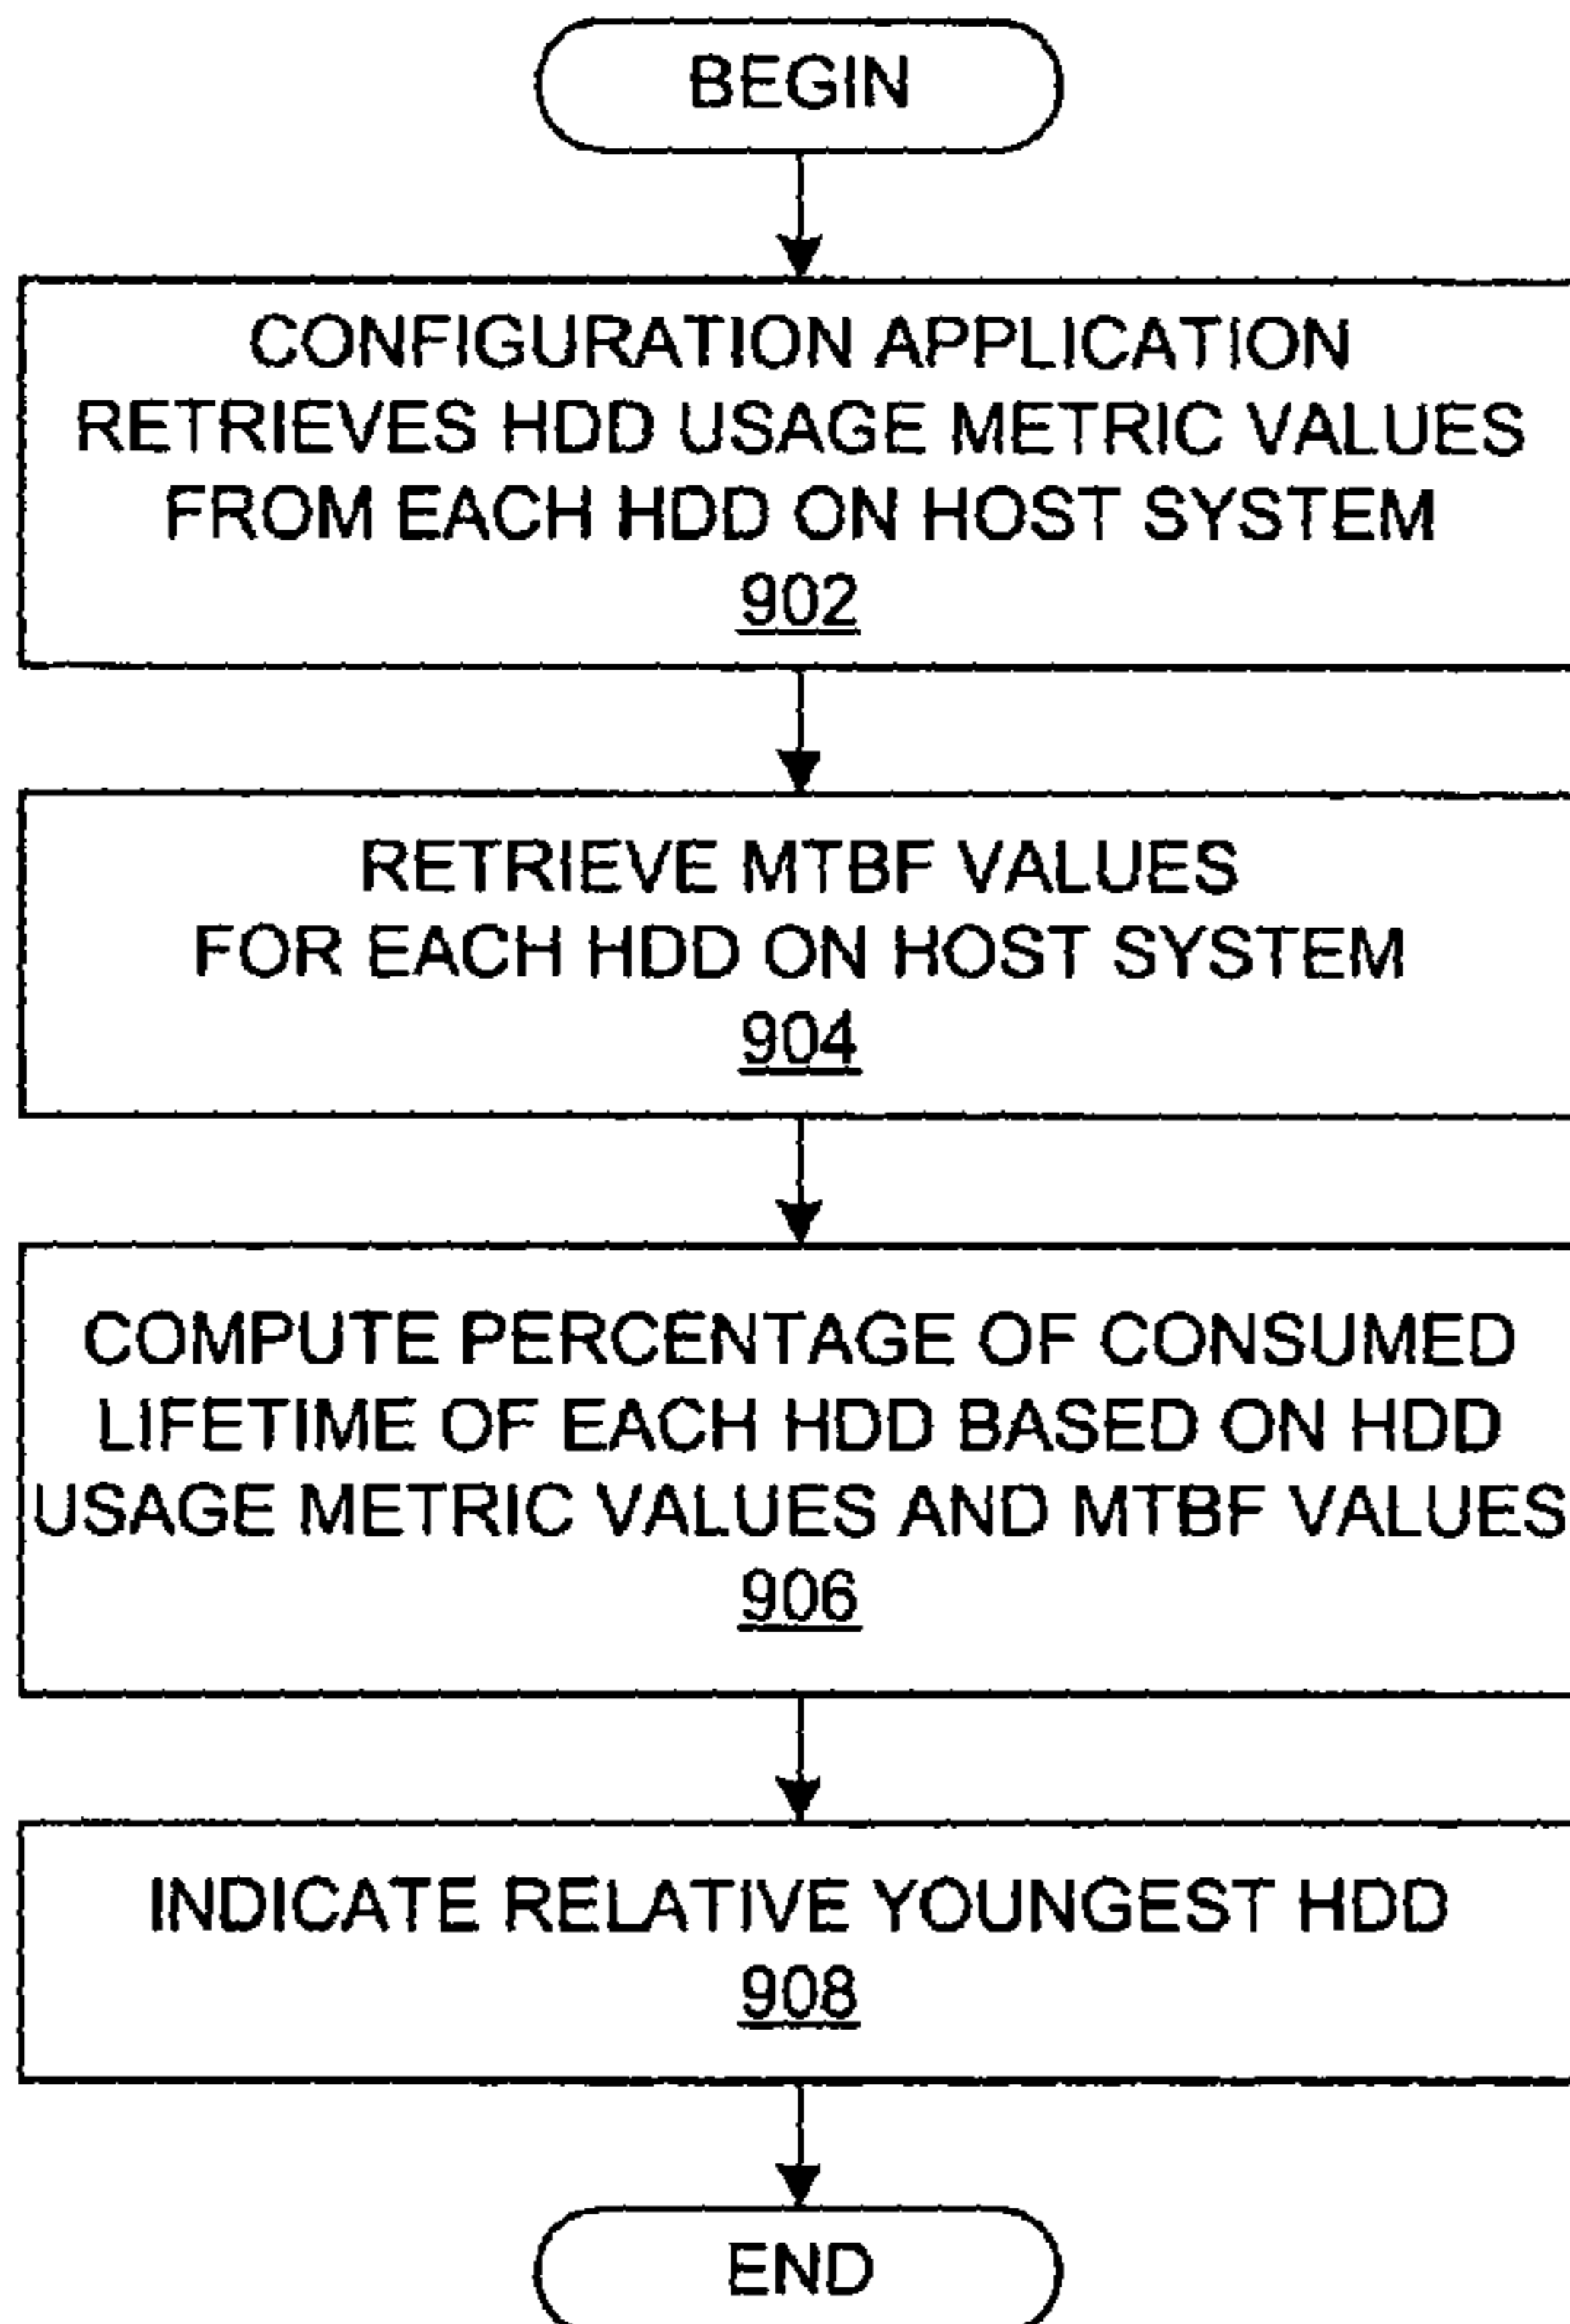 BEGIN
CONFIGURATION APPLICATION
RETRIEVES HDD USAGE METRIC VALUES
FROM EACH HDD ON HOST SYSTEM
902
RETRIEVE MTBF VALUES
FOR EACH HDD ON HOST SYSTEM
904
COMPUTE PERCENTAGE OF CONSUMED
LIFETIME OF EACH HDD BASED ON HDD
USAGE METRIC VALUES AND MTBF VALUES
906
INDICATE RELATIVE YOUNGEST HDD
908
END